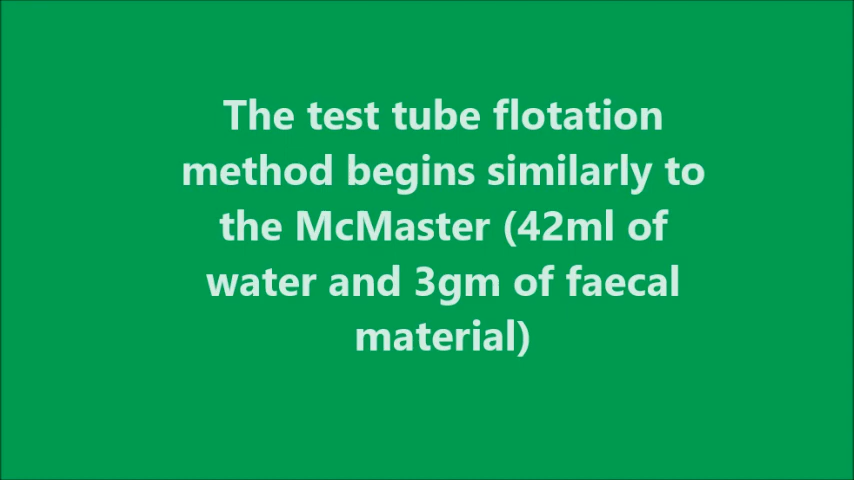 The test tube flotation
method begins similarly to
the McMaster (42ml of
water and 3gm of faecal
material)